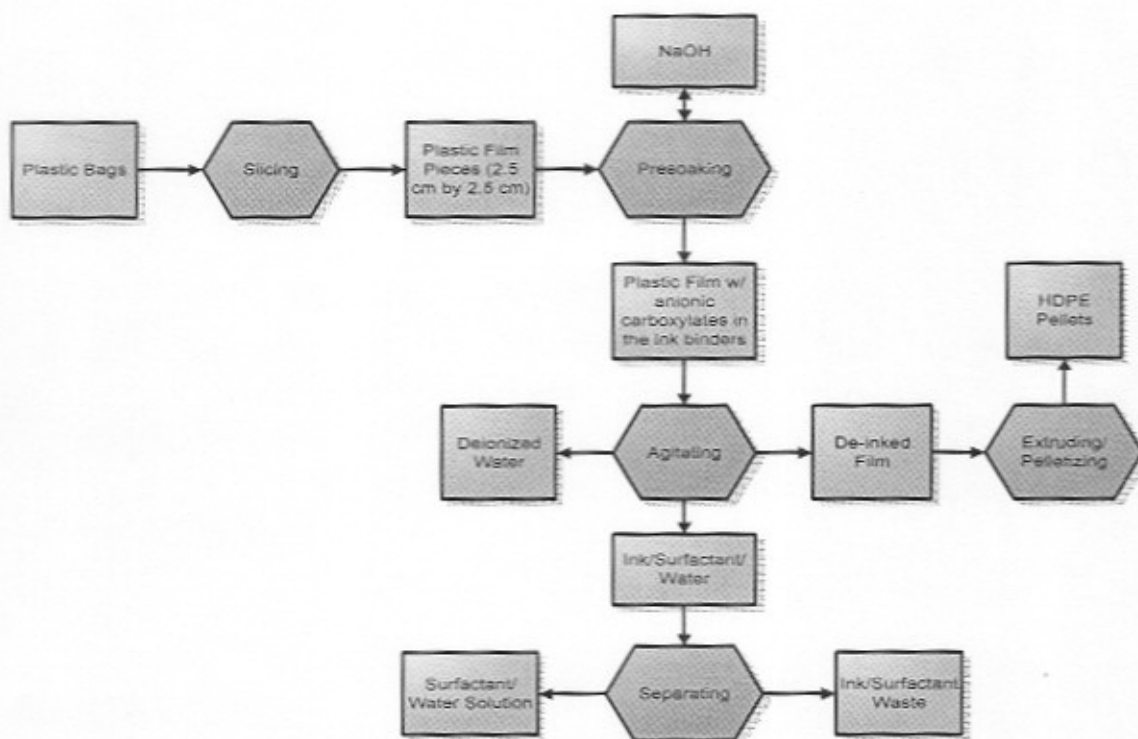 NaOH
Plastic Bags
Slicing
Plastic Film
Pieces (2.5
cm by 2.5 cm)
Presoaking
Plastic Film w/
anionic
carboxylates in
the Ink binders
HDPE
Pellets
Deionized
Water
Agitating
De-inked
Film
Extruding/
Pelletizing
Ink/Surfactant/
Water
Surfactant/
Water Solution
Separating
Ink/Surfactant
Waste